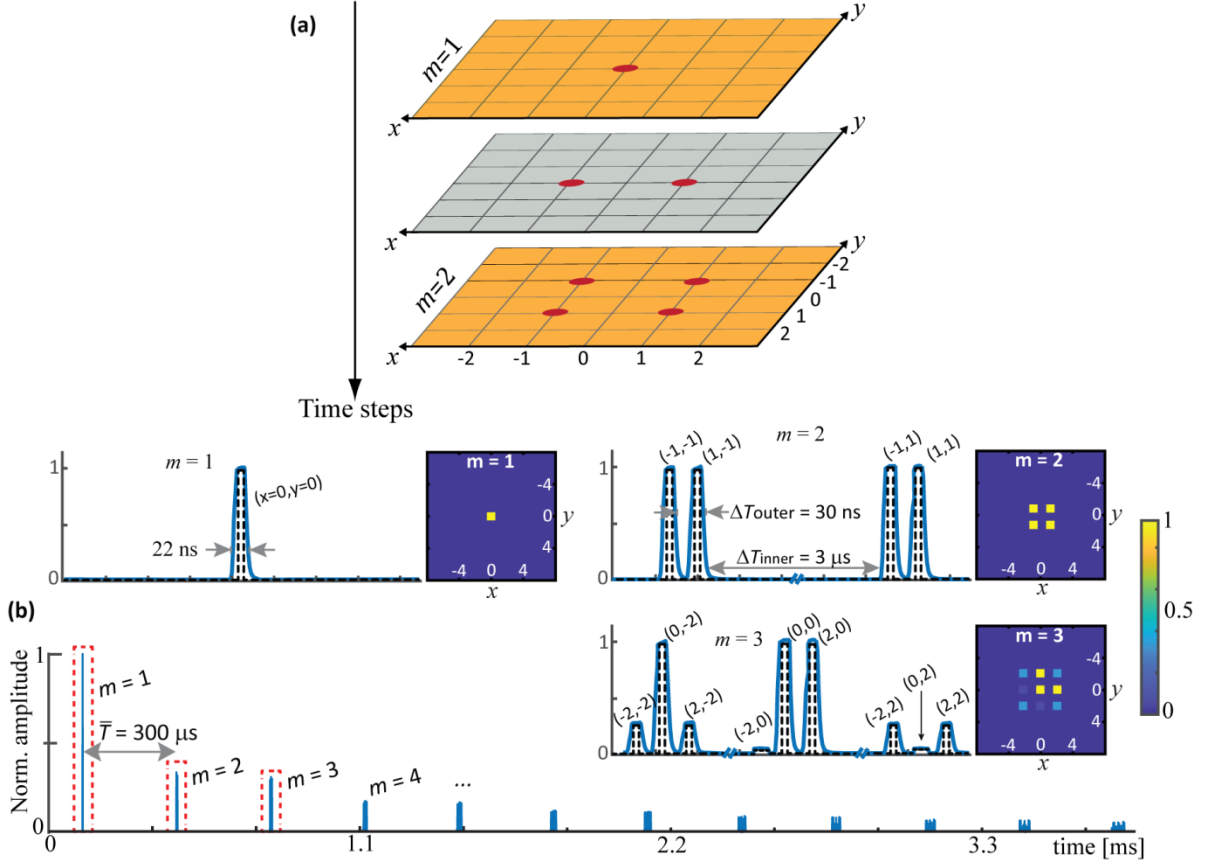 (a)
y
m=1
x
y
x
y
m=2
-2
-1
0
1
2
x
-2 -1 0 1 2
Time steps
1
m = 1
(x=0,y=0)
22 ns
0
m = 1
-4
0
4
y
-4 0 4
x
1
(-1,-1)
(1,-1)
m = 2
(-1,1)
(1,1)
ΔTouter = 30 ns
ΔTinner = 3 µs
0
m = 2
-4
0
4
y
-4 0 4
x
1
0.5
0
(b)
Norm. amplitude
1
0
m = 1
T̅ = 300 µs
m = 2
m = 3
m = 4
...
0 1.1 2.2 3.3 time [ms]
1
(0,-2)
m = 3
(0,0)
(2,0)
(-2,-2)
(2,-2)
(-2,0)
(-2,2)
(0,2)
(2,2)
0
m = 3
-4
0
4
y
-4 0 4
x